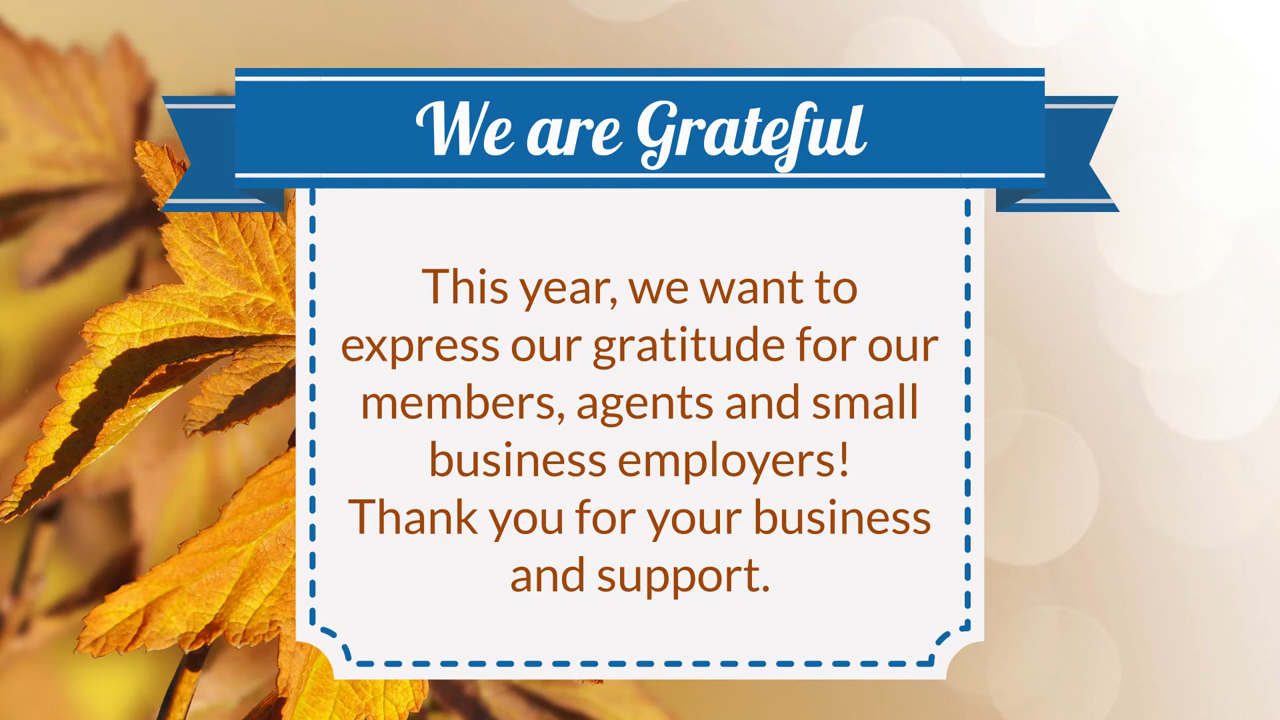 We are Grateful
This year, we want to
express our gratitude for our
members, agents and small
business employers!
Thank you for your business
and support.